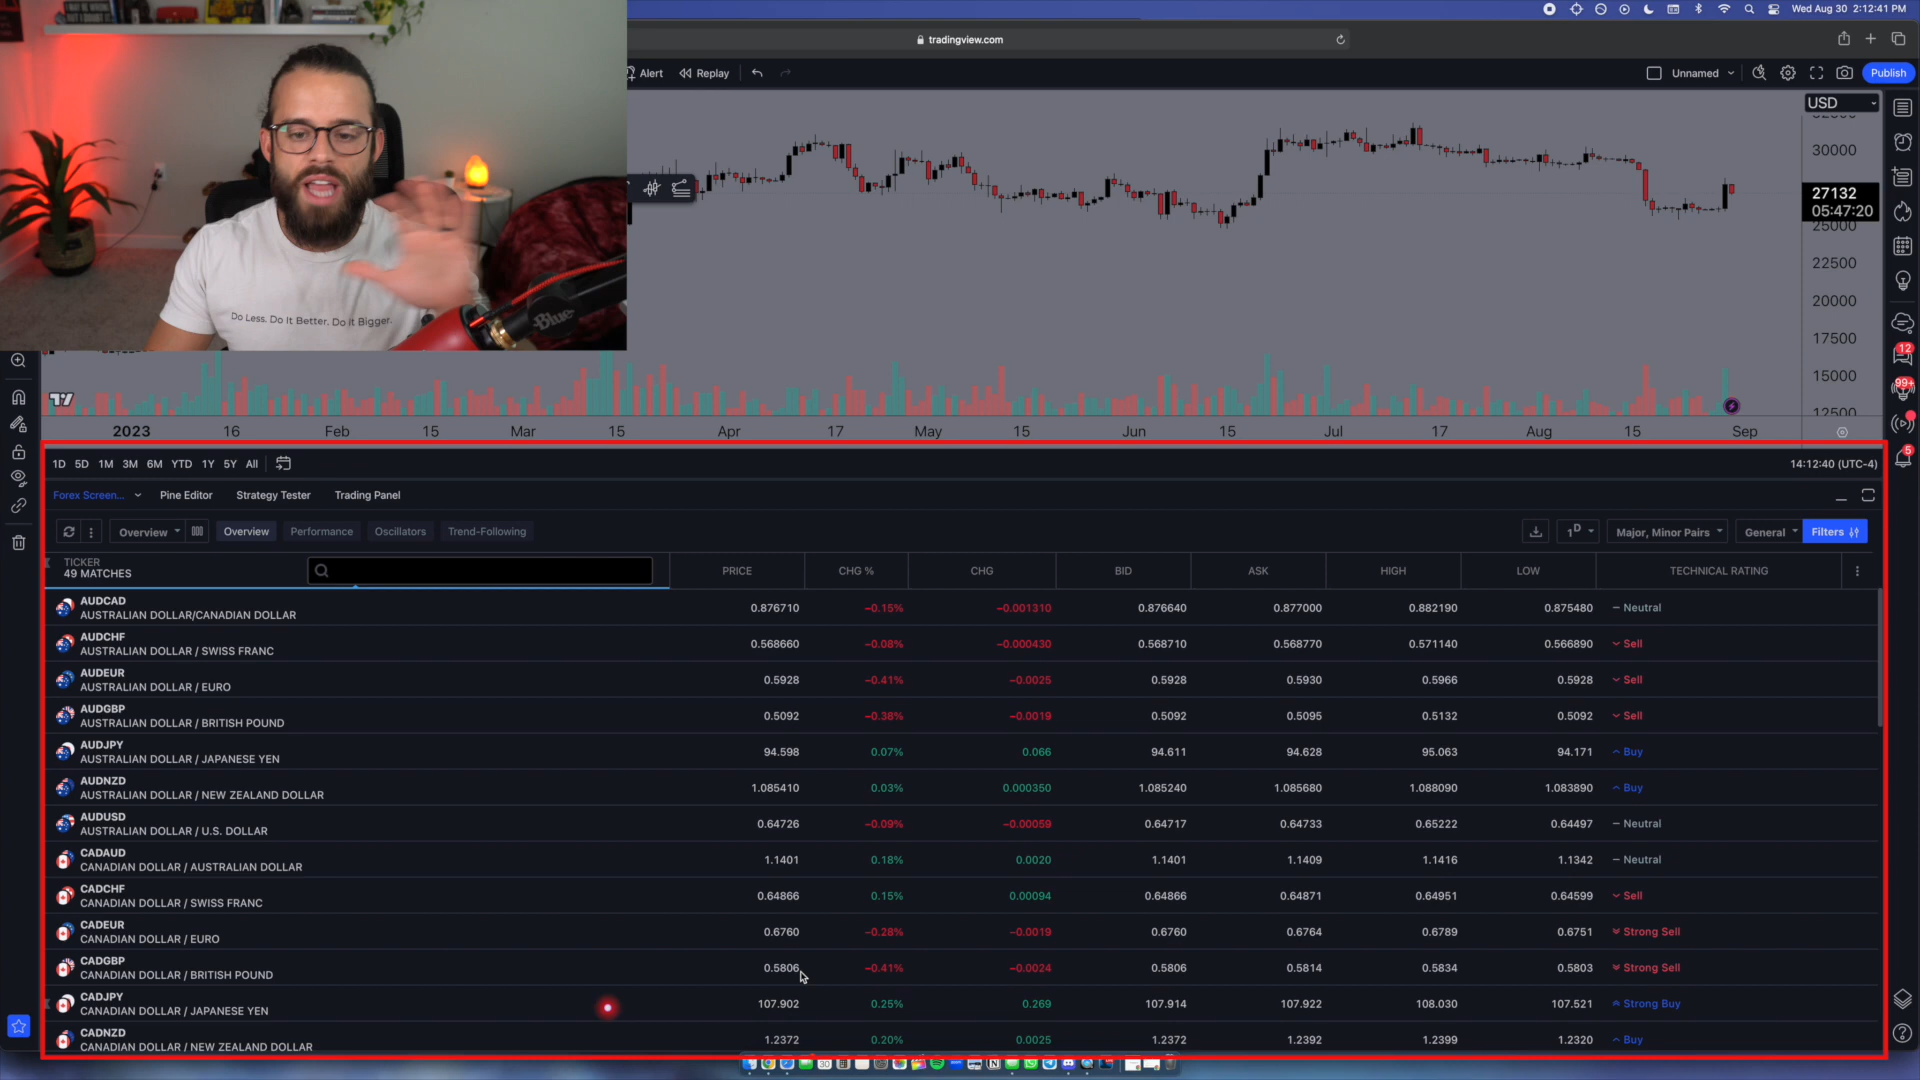 Wed Aug 30 2:12:41 PM
tradingview.com
Alert Replay Unnamed Publish
Do Less. Do It Better. Do it Bigger.
Blue
USD
30000
27132
05:47:20
25000
22500
20000
17500
15000
12500
12
99+
5
2023 16 Feb 15 Mar 15 Apr 17 May 15 Jun 15 Jul 17 Aug 15 Sep
1D 5D 1M 3M 6M YTD 1Y 5Y All 14:12:40 (UTC-4)
Forex Screen... Pine Editor Strategy Tester Trading Panel
Overview Overview Performance Oscillators Trend-Following 1D Major, Minor Pairs General Filters
TICKER
49 MATCHES
PRICE CHG % CHG BID ASK HIGH LOW TECHNICAL RATING
AUDCAD
AUSTRALIAN DOLLAR/CANADIAN DOLLAR
0.876710 −0.15% −0.001310 0.876640 0.877000 0.882190 0.875480 Neutral
AUDCHF
AUSTRALIAN DOLLAR / SWISS FRANC
0.568660 −0.08% −0.000430 0.568710 0.568770 0.571140 0.566890 Sell
AUDEUR
AUSTRALIAN DOLLAR / EURO
0.5928 −0.41% −0.0025 0.5928 0.5930 0.5966 0.5928 Sell
AUDGBP
AUSTRALIAN DOLLAR / BRITISH POUND
0.5092 −0.38% −0.0019 0.5092 0.5095 0.5132 0.5092 Sell
AUDJPY
AUSTRALIAN DOLLAR / JAPANESE YEN
94.598 0.07% 0.066 94.611 94.628 95.063 94.171 Buy
AUDNZD
AUSTRALIAN DOLLAR / NEW ZEALAND DOLLAR
1.085410 0.03% 0.000350 1.085240 1.085680 1.088090 1.083890 Buy
AUDUSD
AUSTRALIAN DOLLAR / U.S. DOLLAR
0.64726 −0.09% −0.00059 0.64717 0.64733 0.65222 0.64497 Neutral
CADAUD
CANADIAN DOLLAR / AUSTRALIAN DOLLAR
1.1401 0.18% 0.0020 1.1401 1.1409 1.1416 1.1342 Neutral
CADCHF
CANADIAN DOLLAR / SWISS FRANC
0.64866 0.15% 0.00094 0.64866 0.64871 0.64951 0.64599 Sell
CADEUR
CANADIAN DOLLAR / EURO
0.6760 −0.28% −0.0019 0.6760 0.6764 0.6789 0.6751 Strong Sell
CADGBP
CANADIAN DOLLAR / BRITISH POUND
0.5806 −0.41% −0.0024 0.5806 0.5814 0.5834 0.5803 Strong Sell
CADJPY
CANADIAN DOLLAR / JAPANESE YEN
107.902 0.25% 0.269 107.914 107.922 108.030 107.521 Strong Buy
CADNZD
CANADIAN DOLLAR / NEW ZEALAND DOLLAR
1.2372 0.20% 0.0025 1.2372 1.2392 1.2399 1.2320 Buy